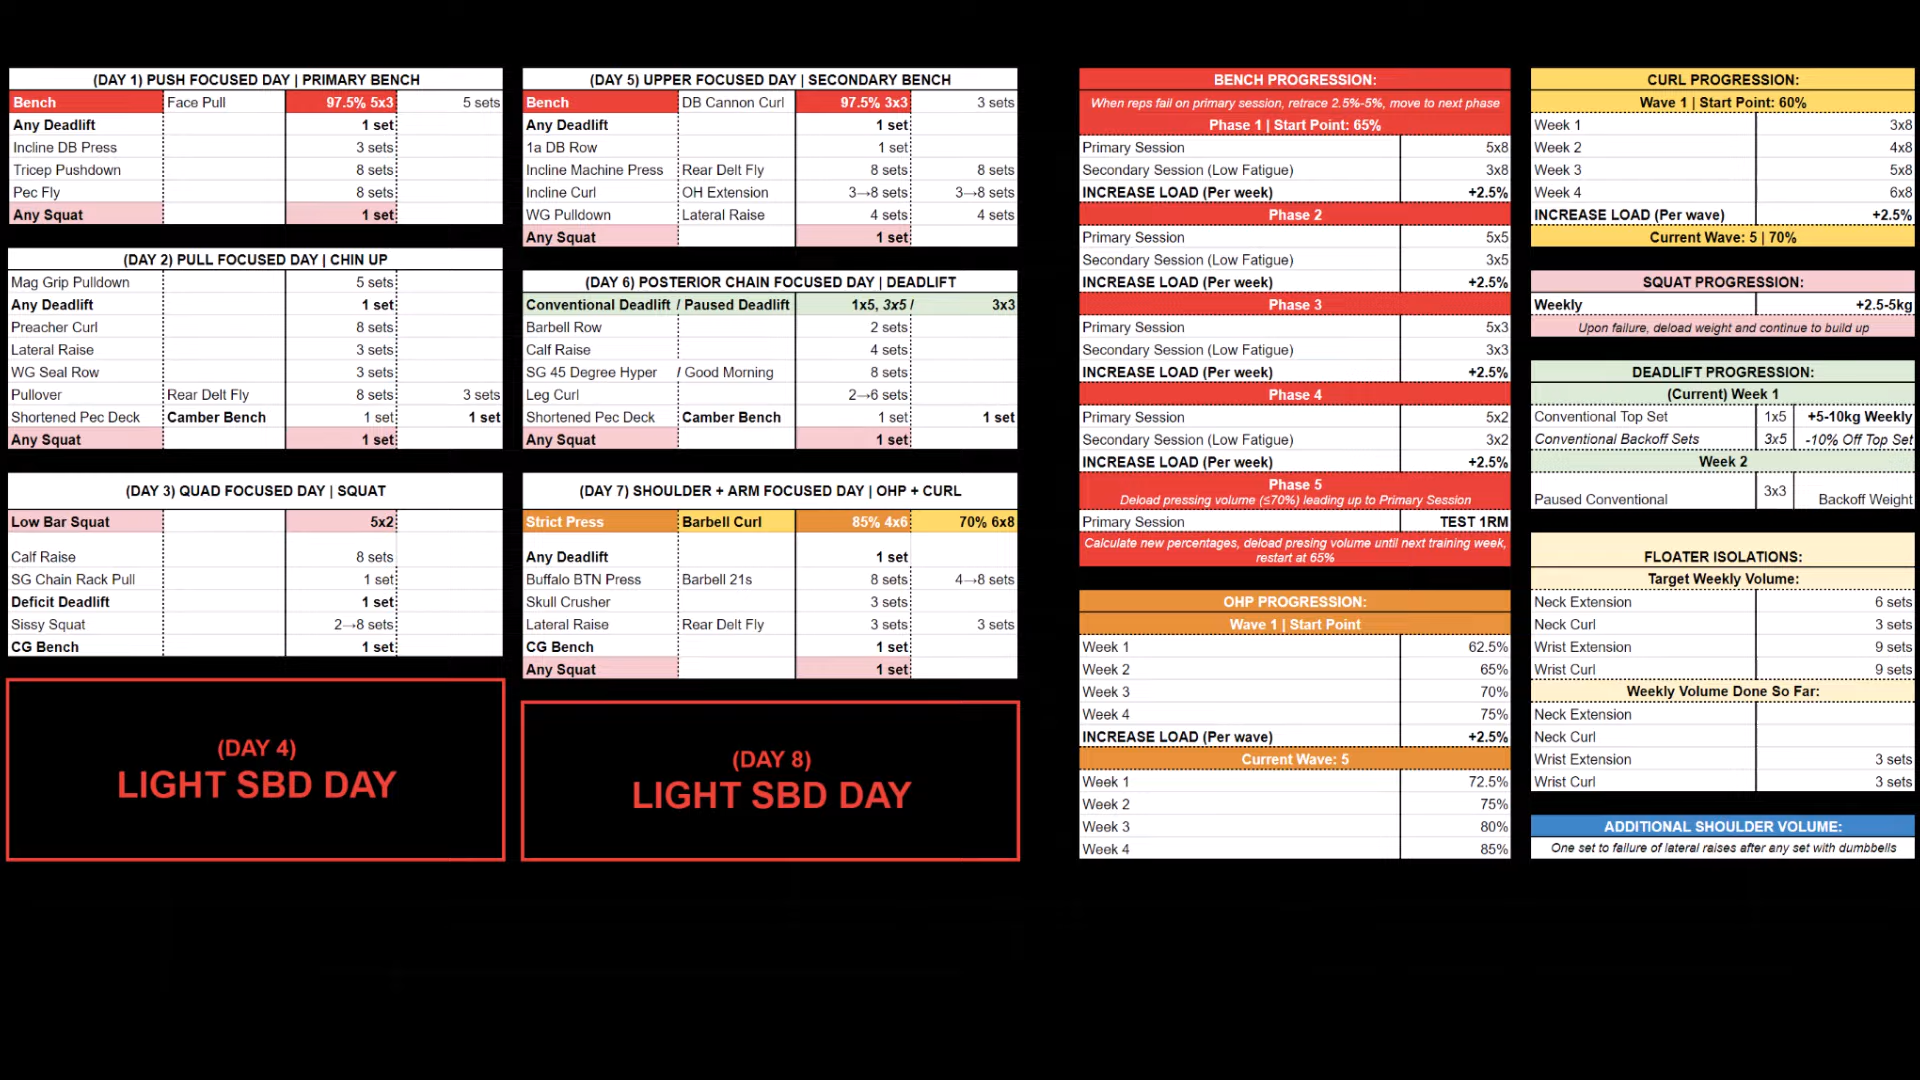 (DAY 1) PUSH FOCUSED DAY | PRIMARY BENCH
Bench Face Pull 97.5% 5x3 5 sets
Any Deadlift 1 set
Incline DB Press 3 sets
Tricep Pushdown 8 sets
Pec Fly 8 sets
Any Squat 1 set
(DAY 2) PULL FOCUSED DAY | CHIN UP
Mag Grip Pulldown 5 sets
Any Deadlift 1 set
Preacher Curl 8 sets
Lateral Raise 3 sets
WG Seal Row 3 sets
Pullover Rear Delt Fly 8 sets 3 sets
Shortened Pec Deck Camber Bench 1 set 1 set
Any Squat 1 set
(DAY 3) QUAD FOCUSED DAY | SQUAT
Low Bar Squat 5x2
Calf Raise 8 sets
SG Chain Rack Pull 1 set
Deficit Deadlift 1 set
Sissy Squat 2→8 sets
CG Bench 1 set
(DAY 4)
LIGHT SBD DAY
(DAY 5) UPPER FOCUSED DAY | SECONDARY BENCH
Bench DB Cannon Curl 97.5% 3x3 3 sets
Any Deadlift 1 set
1a DB Row 1 set
Incline Machine Press Rear Delt Fly 8 sets 8 sets
Incline Curl OH Extension 3→8 sets 3→8 sets
WG Pulldown Lateral Raise 4 sets 4 sets
Any Squat 1 set
(DAY 6) POSTERIOR CHAIN FOCUSED DAY | DEADLIFT
Conventional Deadlift / Paused Deadlift 1x5, 3x5 / 3x3
Barbell Row 2 sets
Calf Raise 4 sets
SG 45 Degree Hyper / Good Morning 8 sets
Leg Curl 2→6 sets
Shortened Pec Deck Camber Bench 1 set 1 set
Any Squat 1 set
(DAY 7) SHOULDER + ARM FOCUSED DAY | OHP + CURL
Strict Press Barbell Curl 85% 4x6 70% 6x8
Any Deadlift 1 set
Buffalo BTN Press Barbell 21s 8 sets 4→8 sets
Skull Crusher 3 sets
Lateral Raise Rear Delt Fly 3 sets 3 sets
CG Bench 1 set
Any Squat 1 set
(DAY 8)
LIGHT SBD DAY
BENCH PROGRESSION:
When reps fail on primary session, retrace 2.5%-5%, move to next phase
Phase 1 | Start Point: 65%
Primary Session 5x8
Secondary Session (Low Fatigue) 3x8
INCREASE LOAD (Per week) +2.5%
Phase 2
Primary Session 5x5
Secondary Session (Low Fatigue) 3x5
INCREASE LOAD (Per week) +2.5%
Phase 3
Primary Session 5x3
Secondary Session (Low Fatigue) 3x3
INCREASE LOAD (Per week) +2.5%
Phase 4
Primary Session 5x2
Secondary Session (Low Fatigue) 3x2
INCREASE LOAD (Per week) +2.5%
Phase 5
Deload pressing volume (≤70%) leading up to Primary Session
Primary Session TEST 1RM
Calculate new percentages, deload presing volume until next training week,
restart at 65%
OHP PROGRESSION:
Wave 1 | Start Point
Week 1 62.5%
Week 2 65%
Week 3 70%
Week 4 75%
INCREASE LOAD (Per wave) +2.5%
Current Wave: 5
Week 1 72.5%
Week 2 75%
Week 3 80%
Week 4 85%
CURL PROGRESSION:
Wave 1 | Start Point: 60%
Week 1 3x8
Week 2 4x8
Week 3 5x8
Week 4 6x8
INCREASE LOAD (Per wave) +2.5%
Current Wave: 5 | 70%
SQUAT PROGRESSION:
Weekly +2.5-5kg
Upon failure, deload weight and continue to build up
DEADLIFT PROGRESSION:
(Current) Week 1
Conventional Top Set 1x5 +5-10kg Weekly
Conventional Backoff Sets 3x5 -10% Off Top Set
Week 2
Paused Conventional 3x3 Backoff Weight
FLOATER ISOLATIONS:
Target Weekly Volume:
Neck Extension 6 sets
Neck Curl 3 sets
Wrist Extension 9 sets
Wrist Curl 9 sets
Weekly Volume Done So Far:
Neck Extension
Neck Curl
Wrist Extension 3 sets
Wrist Curl 3 sets
ADDITIONAL SHOULDER VOLUME:
One set to failure of lateral raises after any set with dumbbells